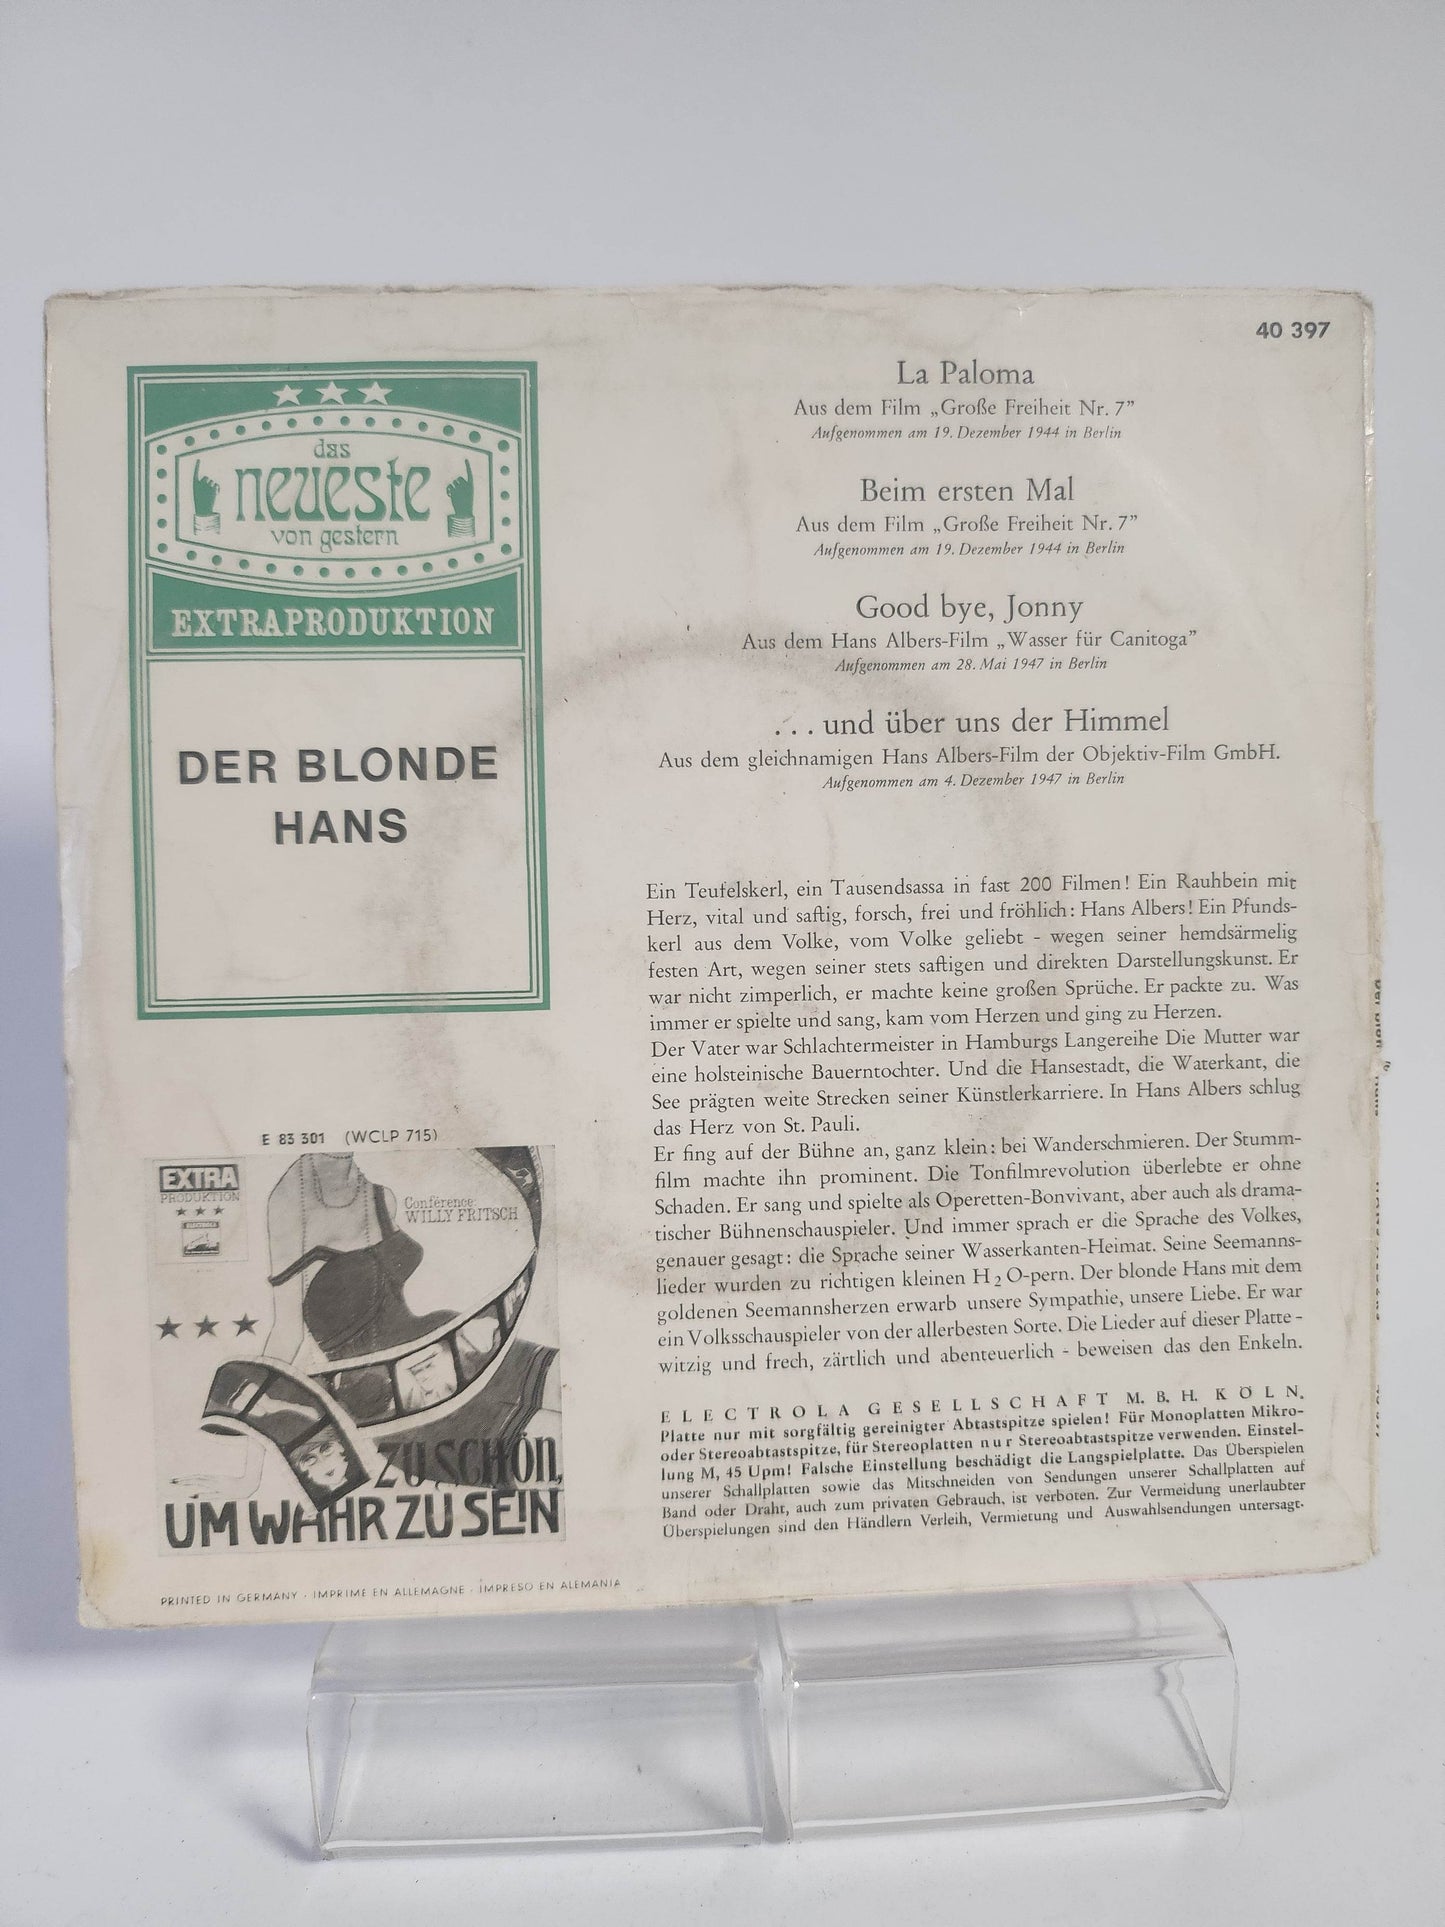 40 397
das
neueste
von gestern
EXTRAPRODUKTION
DER BLONDE
HANS
La Paloma
Aus dem Film „Große Freiheit Nr. 7”
Aufgenommen am 19. Dezember 1944 in Berlin
Beim ersten Mal
Aus dem Film „Große Freiheit Nr. 7”
Aufgenommen am 19. Dezember 1944 in Berlin
Good bye, Jonny
Aus dem Hans Albers-Film „Wasser für Canitoga”
Aufgenommen am 28. Mai 1947 in Berlin
. . . und über uns der Himmel
Aus dem gleichnamigen Hans Albers-Film der Objektiv-Film GmbH.
Aufgenommen am 4. Dezember 1947 in Berlin
Ein Teufelskerl, ein Tausendsassa in fast 200 Filmen! Ein Rauhbein mit
Herz, vital und saftig, forsch, frei und fröhlich: Hans Albers! Ein Pfunds-
kerl aus dem Volke, vom Volke geliebt - wegen seiner hemdsärmelig
festen Art, wegen seiner stets saftigen und direkten Darstellungskunst. Er
war nicht zimperlich, er machte keine großen Sprüche. Er packte zu. Was
immer er spielte und sang, kam vom Herzen und ging zu Herzen.
Der Vater war Schlachtermeister in Hamburgs Langereihe Die Mutter war
eine holsteinische Bauerntochter. Und die Hansestadt, die Waterkant, die
See prägten weite Strecken seiner Künstlerkarriere. In Hans Albers schlug
das Herz von St. Pauli.
Er fing auf der Bühne an, ganz klein: bei Wanderschmieren. Der Stumm-
film machte ihn prominent. Die Tonfilmrevolution überlebte er ohne
Schaden. Er sang und spielte als Operetten-Bonvivant, aber auch als drama-
tischer Bühnenschauspieler. Und immer sprach er die Sprache des Volkes,
genauer gesagt: die Sprache seiner Wasserkanten-Heimat. Seine Seemanns-
lieder wurden zu richtigen kleinen H2O-pern. Der blonde Hans mit dem
goldenen Seemannsherzen erwarb unsere Sympathie, unsere Liebe. Er war
ein Volksschauspieler von der allerbesten Sorte. Die Lieder auf dieser Platte -
witzig und frech, zärtlich und abenteuerlich - beweisen das den Enkeln.
ELECTROLA GESELLSCHAFT M. B. H. KÖLN.
Platte nur mit sorgfältig gereinigter Abtastspitze spielen! Für Monoplatten Mikro-
oder Stereoabtastspitze, für Stereoplatten nur Stereoabtastspitze verwenden. Einstel-
lung M, 45 Upm! Falsche Einstellung beschädigt die Langspielplatte. Das Überspielen
unserer Schallplatten sowie das Mitschneiden von Sendungen unserer Schallplatten auf
Band oder Draht, auch zum privaten Gebrauch, ist verboten. Zur Vermeidung unerlaubter
Überspielungen sind den Händlern Verleih, Vermietung und Auswahlsendungen untersagt.
E 83 301 (WCLP 715)
EXTRA
PRODUKTION
ELECTROLA
Conférence:
WILLY FRITSCH
ZU SCHÖN,
UM WAHR ZU SEIN
PRINTED IN GERMANY · IMPRIME EN ALLEMAGNE · IMPRESO EN ALEMANIA